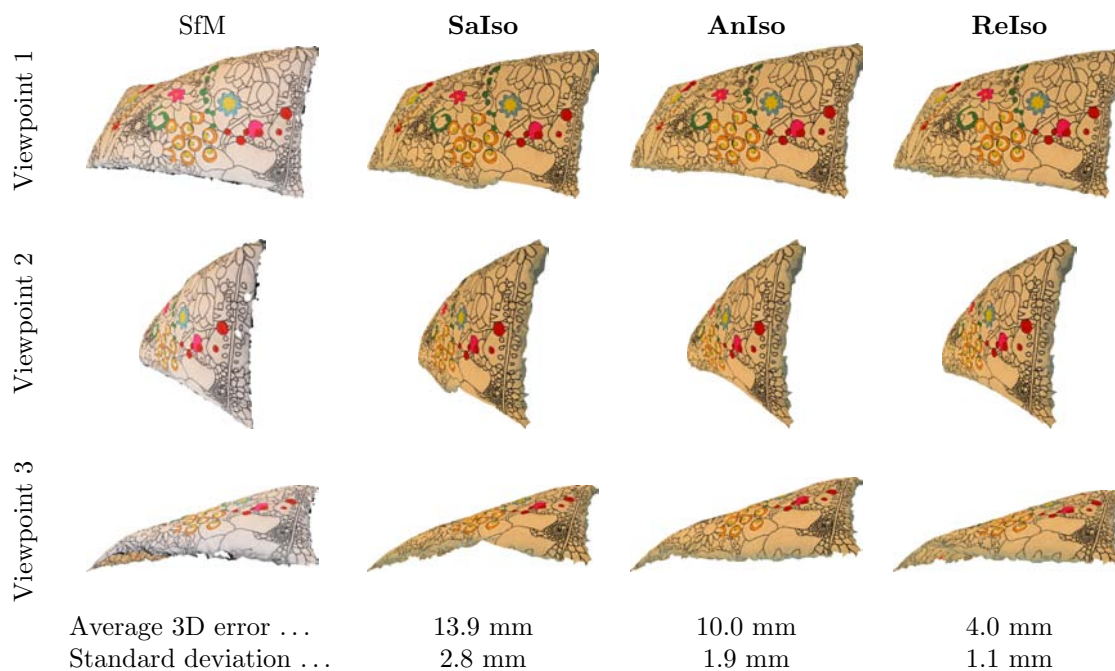 SfM SaIso AnIso ReIso
Viewpoint 1
Viewpoint 2
Viewpoint 3
Average 3D error ... 13.9 mm 10.0 mm 4.0 mm
Standard deviation ... 2.8 mm 1.9 mm 1.1 mm